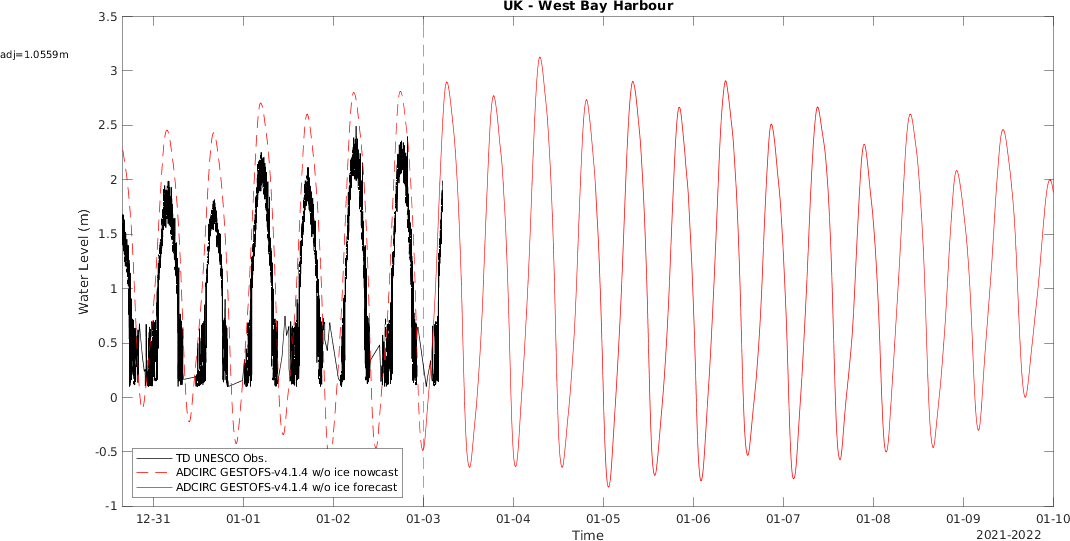 UK - West Bay Harbour
adj=1.0559m
3.5
3
2.5
2
1.5
1
0.5
0
-0.5
-1
Water Level (m)
TD UNESCO Obs.
ADCIRC GESTOFS-v4.1.4 w/o ice nowcast
ADCIRC GESTOFS-v4.1.4 w/o ice forecast
12-31 01-01 01-02 01-03 01-04 01-05 01-06 01-07 01-08 01-09 01-10
Time
2021-2022